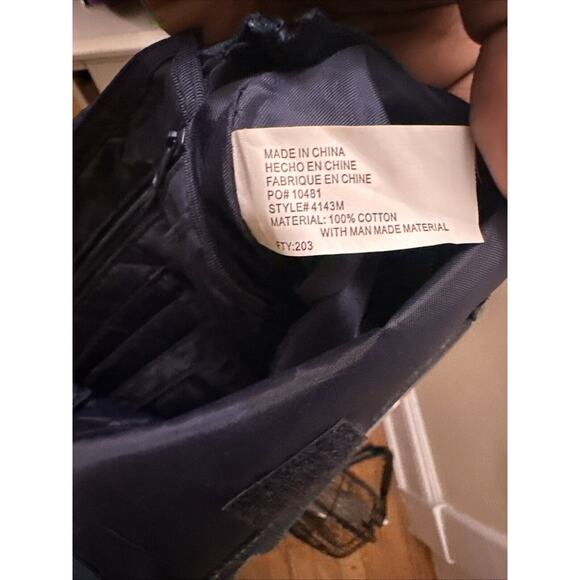 MADE IN CHINA
HECHO EN CHINE
FABRIQUE EN CHINE
PO# 10481
STYLE# 4143M
MATERIAL: 100% COTTON
WITH MAN MADE MATERIAL
FTY:203